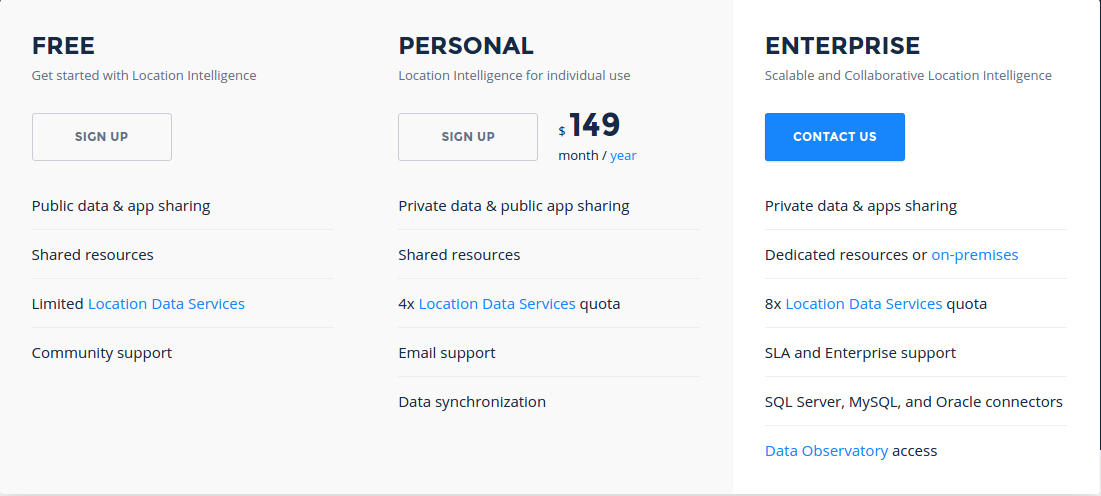 FREE
Get started with Location Intelligence
SIGN UP
Public data & app sharing
Shared resources
Limited Location Data Services
Community support
PERSONAL
Location Intelligence for individual use
SIGN UP
$ 149
month / year
Private data & public app sharing
Shared resources
4x Location Data Services quota
Email support
Data synchronization
ENTERPRISE
Scalable and Collaborative Location Intelligence
CONTACT US
Private data & apps sharing
Dedicated resources or on-premises
8x Location Data Services quota
SLA and Enterprise support
SQL Server, MySQL, and Oracle connectors
Data Observatory access